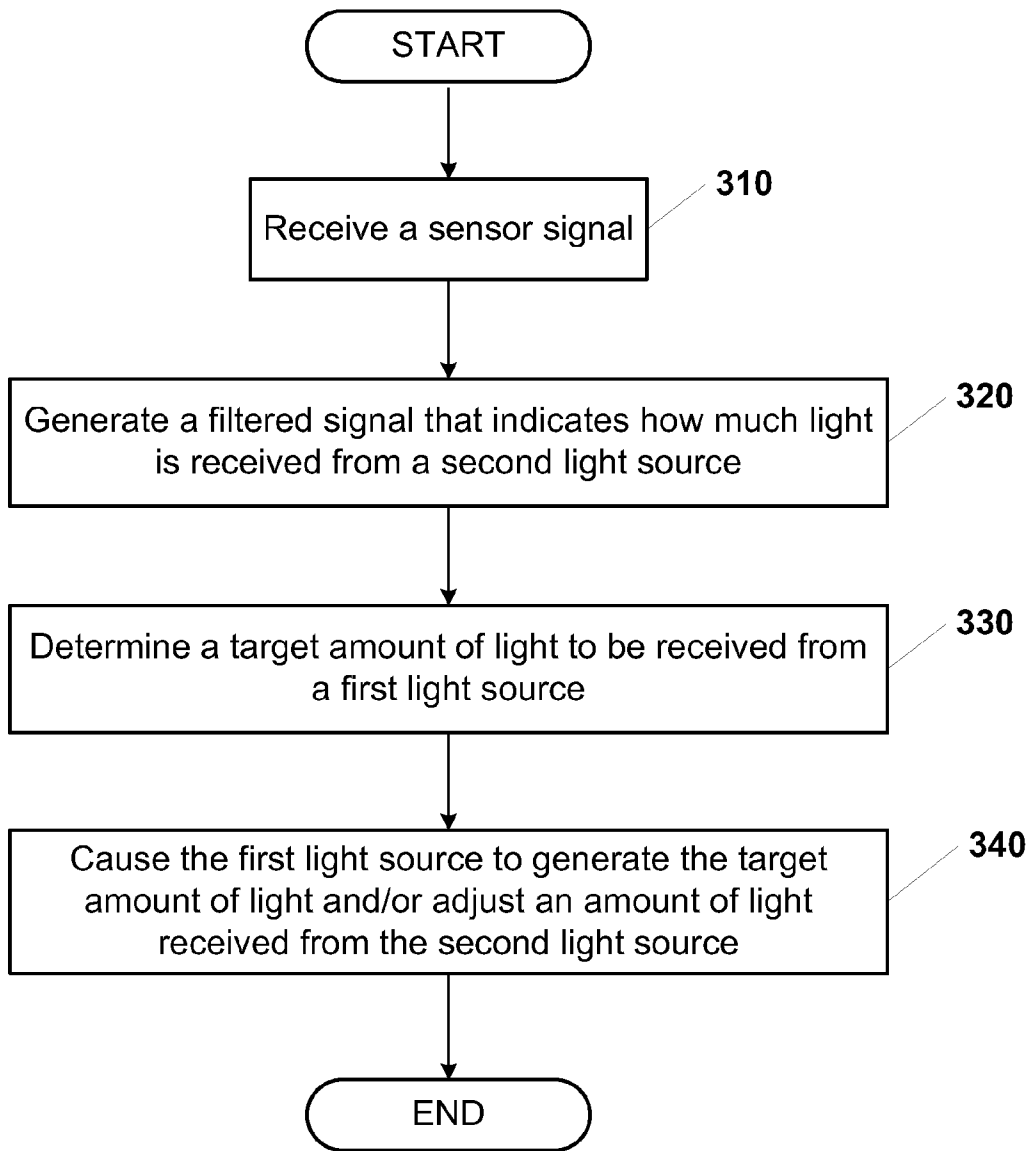 START
310
Receive a sensor signal
320
Generate a filtered signal that indicates how much light
is received from a second light source
330
Determine a target amount of light to be received from
a first light source
340
Cause the first light source to generate the target
amount of light and/or adjust an amount of light
received from the second light source
END